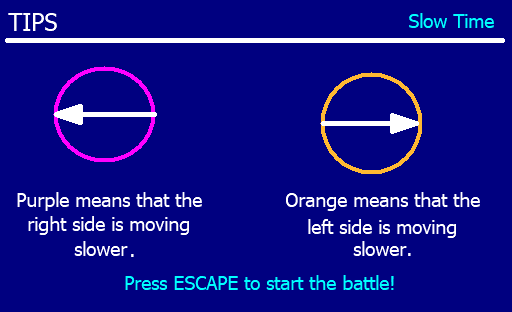 TIPS
Slow Time
Purple means that the
right side is moving
slower.
Orange means that the
left side is moving
slower.
Press ESCAPE to start the battle!